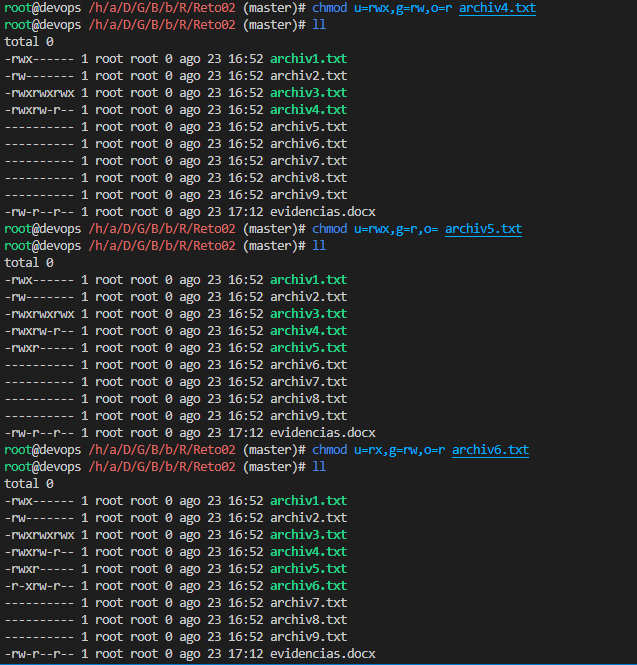 root@devops /h/a/D/G/B/b/R/Reto02 (master)# chmod u=rwx,g=rw,o=r archiv4.txt
root@devops /h/a/D/G/B/b/R/Reto02 (master)# ll
total 0
-rwx------ 1 root root 0 ago 23 16:52 archiv1.txt
-rw------- 1 root root 0 ago 23 16:52 archiv2.txt
-rwxrwxrwx 1 root root 0 ago 23 16:52 archiv3.txt
-rwxrw-r-- 1 root root 0 ago 23 16:52 archiv4.txt
---------- 1 root root 0 ago 23 16:52 archiv5.txt
---------- 1 root root 0 ago 23 16:52 archiv6.txt
---------- 1 root root 0 ago 23 16:52 archiv7.txt
---------- 1 root root 0 ago 23 16:52 archiv8.txt
---------- 1 root root 0 ago 23 16:52 archiv9.txt
-rw-r--r-- 1 root root 0 ago 23 17:12 evidencias.docx
root@devops /h/a/D/G/B/b/R/Reto02 (master)# chmod u=rwx,g=r,o= archiv5.txt
root@devops /h/a/D/G/B/b/R/Reto02 (master)# ll
total 0
-rwx------ 1 root root 0 ago 23 16:52 archiv1.txt
-rw------- 1 root root 0 ago 23 16:52 archiv2.txt
-rwxrwxrwx 1 root root 0 ago 23 16:52 archiv3.txt
-rwxrw-r-- 1 root root 0 ago 23 16:52 archiv4.txt
-rwxr----- 1 root root 0 ago 23 16:52 archiv5.txt
---------- 1 root root 0 ago 23 16:52 archiv6.txt
---------- 1 root root 0 ago 23 16:52 archiv7.txt
---------- 1 root root 0 ago 23 16:52 archiv8.txt
---------- 1 root root 0 ago 23 16:52 archiv9.txt
-rw-r--r-- 1 root root 0 ago 23 17:12 evidencias.docx
root@devops /h/a/D/G/B/b/R/Reto02 (master)# chmod u=rx,g=rw,o=r archiv6.txt
root@devops /h/a/D/G/B/b/R/Reto02 (master)# ll
total 0
-rwx------ 1 root root 0 ago 23 16:52 archiv1.txt
-rw------- 1 root root 0 ago 23 16:52 archiv2.txt
-rwxrwxrwx 1 root root 0 ago 23 16:52 archiv3.txt
-rwxrw-r-- 1 root root 0 ago 23 16:52 archiv4.txt
-rwxr----- 1 root root 0 ago 23 16:52 archiv5.txt
-r-xrw-r-- 1 root root 0 ago 23 16:52 archiv6.txt
---------- 1 root root 0 ago 23 16:52 archiv7.txt
---------- 1 root root 0 ago 23 16:52 archiv8.txt
---------- 1 root root 0 ago 23 16:52 archiv9.txt
-rw-r--r-- 1 root root 0 ago 23 17:12 evidencias.docx